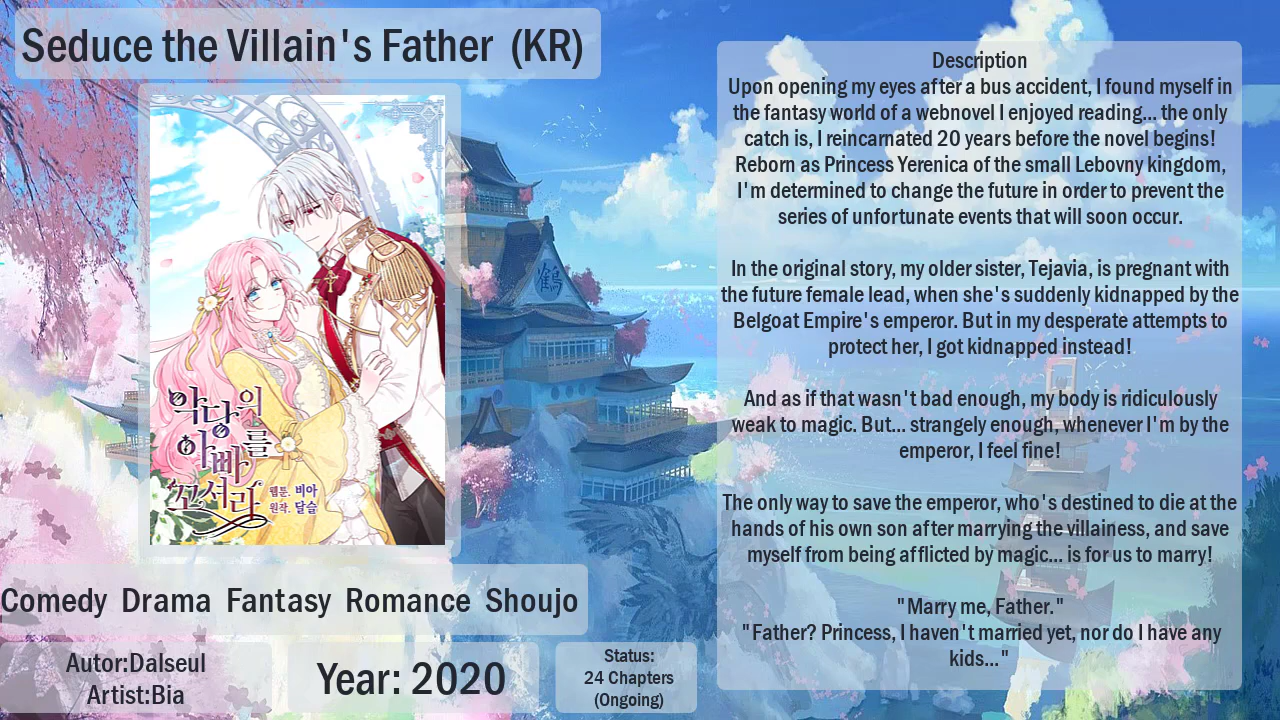 Seduce the Villain's Father (KR)
악당의
아빠를
꼬셔라
웹툰. 비아
원작. 달슬
鶴
Comedy Drama Fantasy Romance Shoujo
Autor:Dalseul
Artist:Bia
Year: 2020
Status:
24 Chapters
(Ongoing)
Description
Upon opening my eyes after a bus accident, I found myself in
the fantasy world of a webnovel I enjoyed reading... the only
catch is, I reincarnated 20 years before the novel begins!
Reborn as Princess Yerenica of the small Lebovny kingdom,
I'm determined to change the future in order to prevent the
series of unfortunate events that will soon occur.
In the original story, my older sister, Tejavia, is pregnant with
the future female lead, when she's suddenly kidnapped by the
Belgoat Empire's emperor. But in my desperate attempts to
protect her, I got kidnapped instead!
And as if that wasn't bad enough, my body is ridiculously
weak to magic. But... strangely enough, whenever I'm by the
emperor, I feel fine!
The only way to save the emperor, who's destined to die at the
hands of his own son after marrying the villainess, and save
myself from being afflicted by magic... is for us to marry!
"Marry me, Father."
"Father? Princess, I haven't married yet, nor do I have any
kids..."